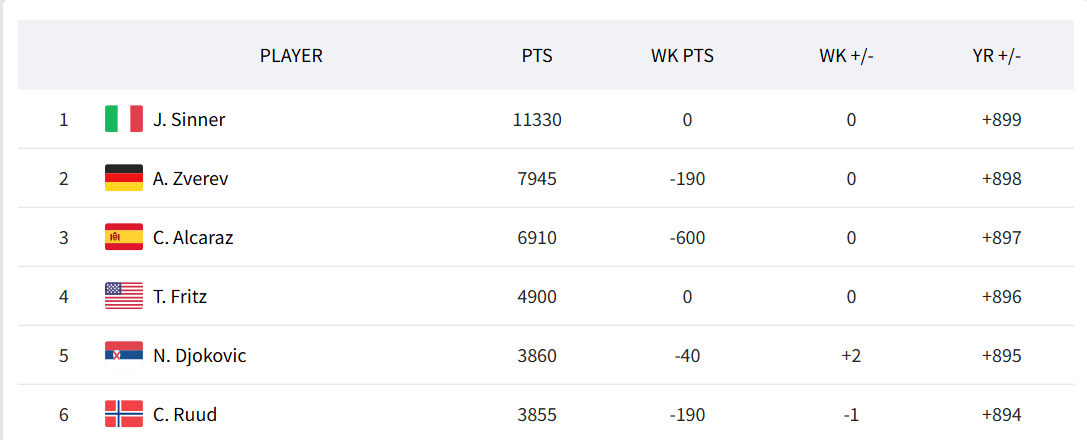 PLAYER PTS WK PTS WK +/- YR +/-
1 J. Sinner 11330 0 0 +899
2 A. Zverev 7945 -190 0 +898
3 C. Alcaraz 6910 -600 0 +897
4 T. Fritz 4900 0 0 +896
5 N. Djokovic 3860 -40 +2 +895
6 C. Ruud 3855 -190 -1 +894